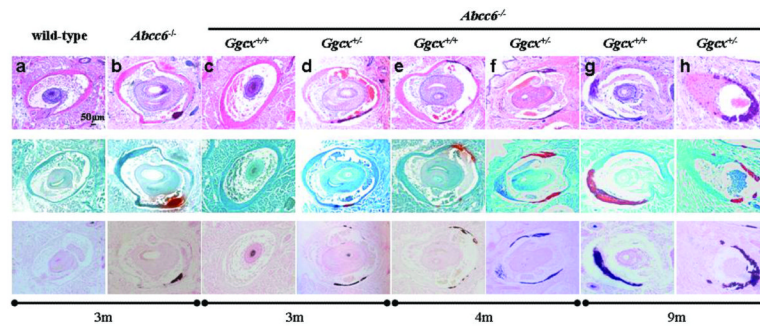 Abcc6-/-
wild-type Abcc6-/- Ggcx+/+ Ggcx+/- Ggcx+/+ Ggcx+/- Ggcx+/+ Ggcx+/-
a b c d e f g h
50μm
3m 3m 4m 9m